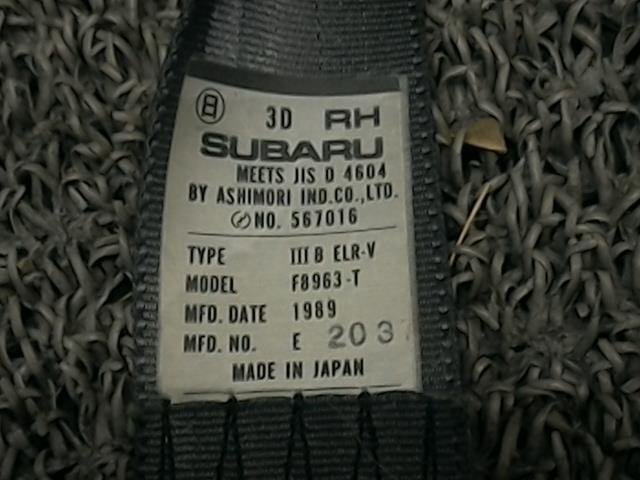 日 3D RH
SUBARU
MEETS JIS D 4604
BY ASHIMORI IND.CO.,LTD.
NO. 567016
TYPE III B ELR-V
MODEL F8963-T
MFD. DATE 1989
MFD. NO. E 203
MADE IN JAPAN